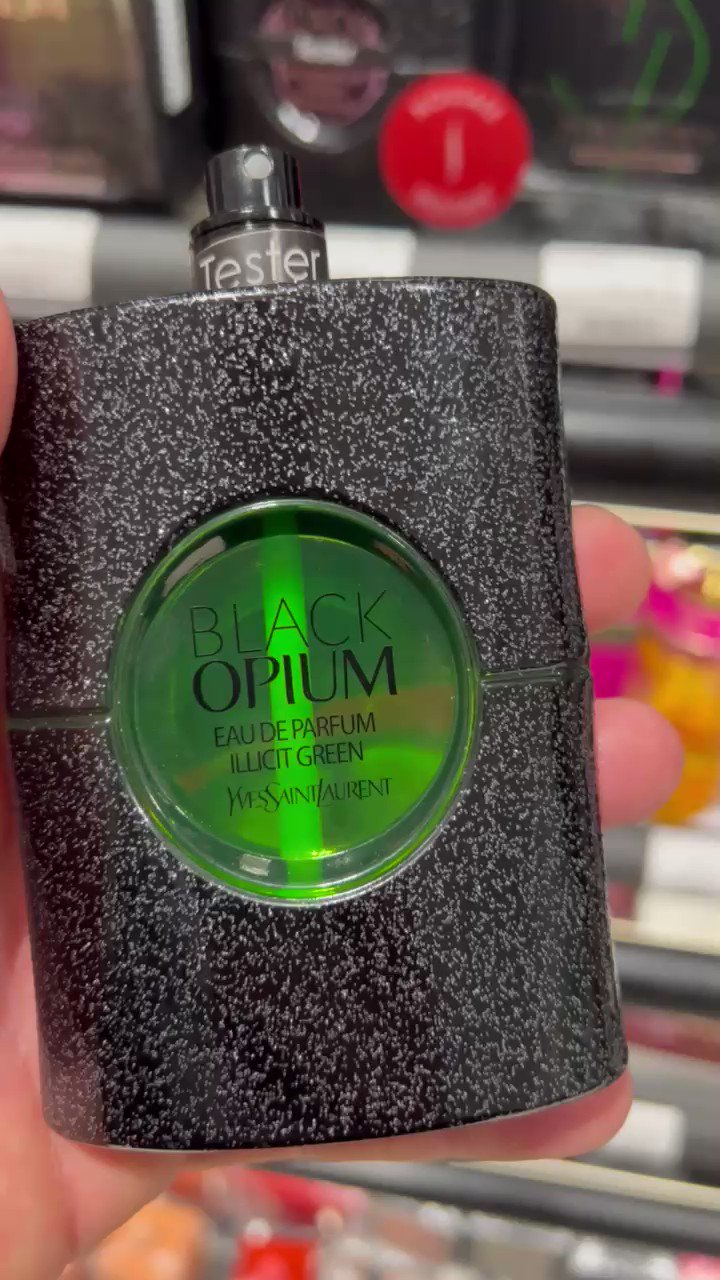 Tester
BLACK
OPIUM
EAU DE PARFUM
ILLICIT GREEN
YVESSAINTLAURENT